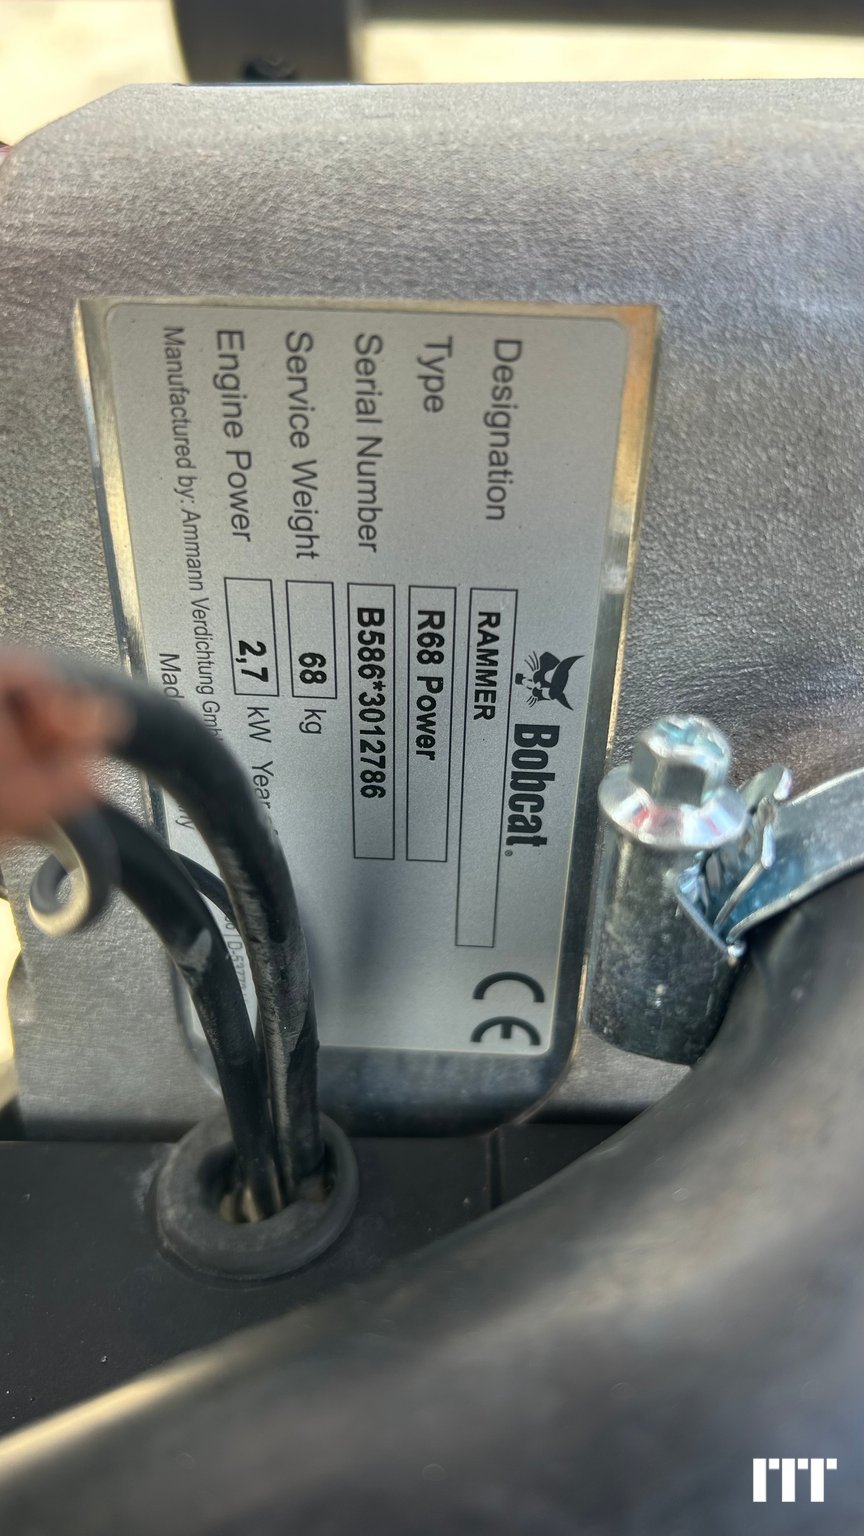 Bobcat.
CE
Designation RAMMER
Type R68 Power
Serial Number B586*3012786
Service Weight 68 kg
Engine Power 2,7 kW
Manufactured by: Ammann Verdichtung